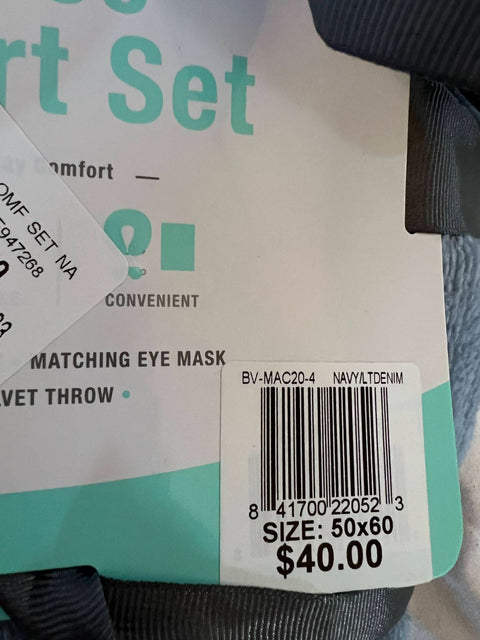 rt Set
Comfort —
OMF SET NA
947268
CONVENIENT
MATCHING EYE MASK
VET THROW •
BV-MAC20-4 NAVY/LTDENIM
8 41700 22052 3
SIZE: 50x60
$40.00